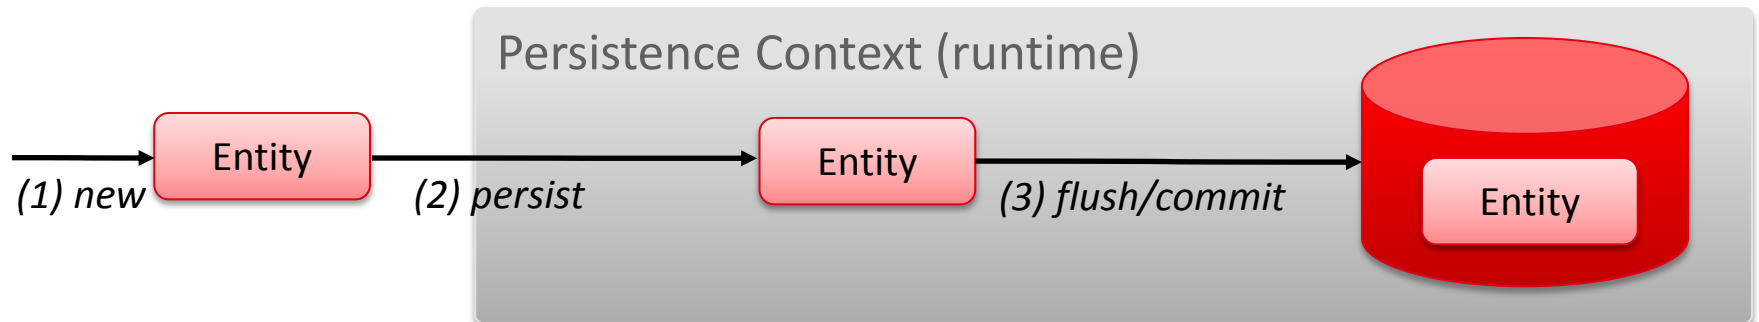 Persistence Context (runtime)
Entity
Entity
Entity
(1) new
(2) persist
(3) flush/commit